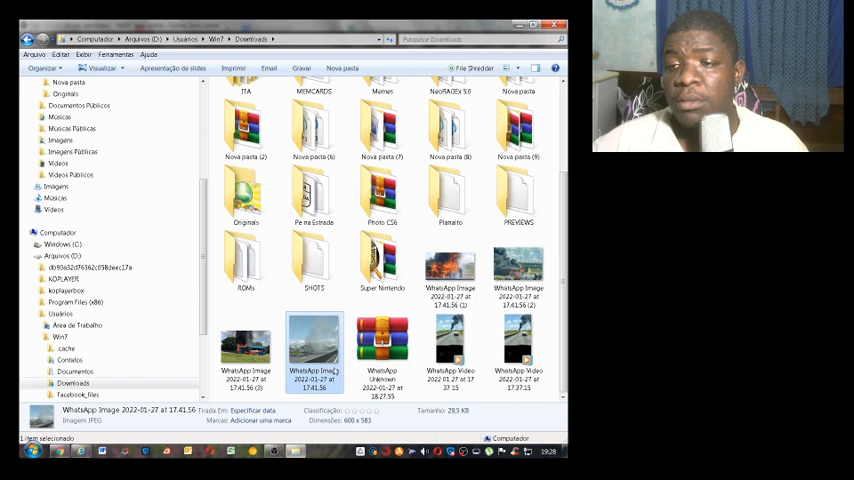 Computador ▸ Arquivos (D:) ▸ Usuários ▸ Win7 ▸ Downloads ▸
Pesquisar Downloads
Arquivo Editar Exibir Ferramentas Ajuda
Organizar Visualizar Apresentação de slides Imprimir Email Gravar Nova pasta File Shredder
Nova pasta
Originais
Documentos Públicos
Músicas
Músicas Públicas
Imagens
Imagens Públicas
Vídeos
Vídeos Públicos
Imagens
Músicas
Vídeos
Computador
Windows (C:)
Arquivos (D:)
KOPLAYER
koplayerbox
Program Files (x86)
Usuários
Área de Trabalho
Win7
.cache
Contatos
Documentos
Downloads
Facebook_files
ITA MEMCARDS Memes NeoRAGEx 5.0 Nova pasta
Nova pasta (2) Nova pasta (6) Nova pasta (7) Nova pasta (8) Nova pasta (9)
Originals Pe na Estrada Photo CS6 Planalto PREVIEWS
ROMs SHOTS Super Nintendo WhatsApp Image WhatsApp Image
2022-01-27 at 2022-01-27 at
17.41.56 (1) 17.41.56 (2)
WhatsApp Image WhatsApp Image WhatsApp WhatsApp Video WhatsApp Video
2022-01-27 at 2022-01-27 at Unknown 2022-01-27 at 2022-01-27 at
17.41.56 (3) 17.41.56 2022-01-27 at 17.37.15 17.37.15
18.27.55
WhatsApp Image 2022-01-27 at 17.41.56 Tirada Em: Especificar data Classificação: Tamanho: 29,5 KB
Imagem JPEG Marcas: Adicionar uma marca Dimensões: 600 x 583
1 item selecionado Computador
19:28